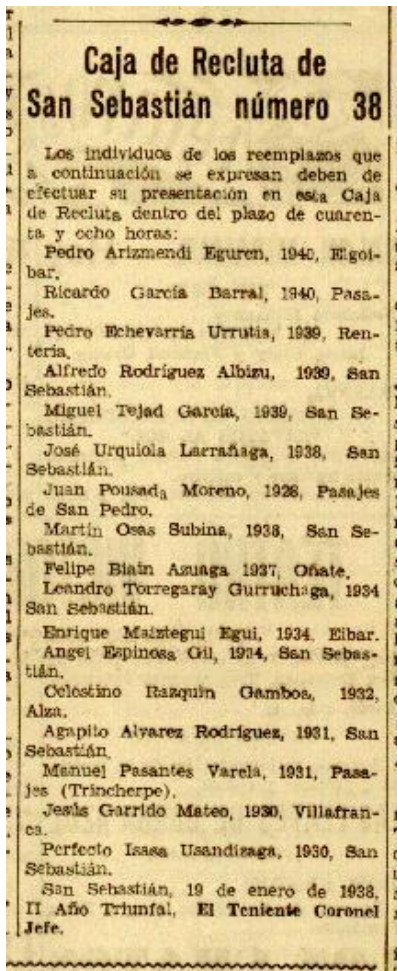 Caja de Recluta de
San Sebastián número 38
Los individuos de los reemplazos que
a continuación se expresan deben de
efectuar su presentación en esta Caja
de Recluta dentro del plazo de cuaren-
ta y ocho horas:
Pedro Arizmendi Eguren, 1940, Elgoi-
bar.
Ricardo García Barral, 1940, Pasa-
jes.
Pedro Echevarría Urrutia, 1939, Ren-
tería.
Alfredo Rodríguez Albizu, 1939, San
Sebastián.
Miguel Tejad García, 1939, San Se-
bastián.
José Urquiola Larrañaga, 1938, San
Sebastián.
Juan Pousada Moreno, 1928, Pasajes
de San Pedro.
Martín Osas Subina, 1938, San Se-
bastián.
Felipe Biain Azuaga 1937, Oñate.
Leandro Torregaray Gurruchaga, 1934
San Sebastián.
Enrique Maiztegui Egui, 1934. Eibar.
Angel Espinosa Gil, 1934, San Sebas-
tián.
Celestino Razquin Gamboa, 1932,
Alza.
Agapito Alvarez Rodríguez, 1931, San
Sebastián.
Manuel Pasantes Varela, 1931, Pasa-
jes (Trincherpe).
Jesús Garrido Mateo, 1930, Villafran-
ca.
Perfecto Isasa Usandizaga, 1930, San
Sebastián.
San Sebastián, 19 de enero de 1938.
II Año Triunfal. El Teniente Coronel
Jefe.